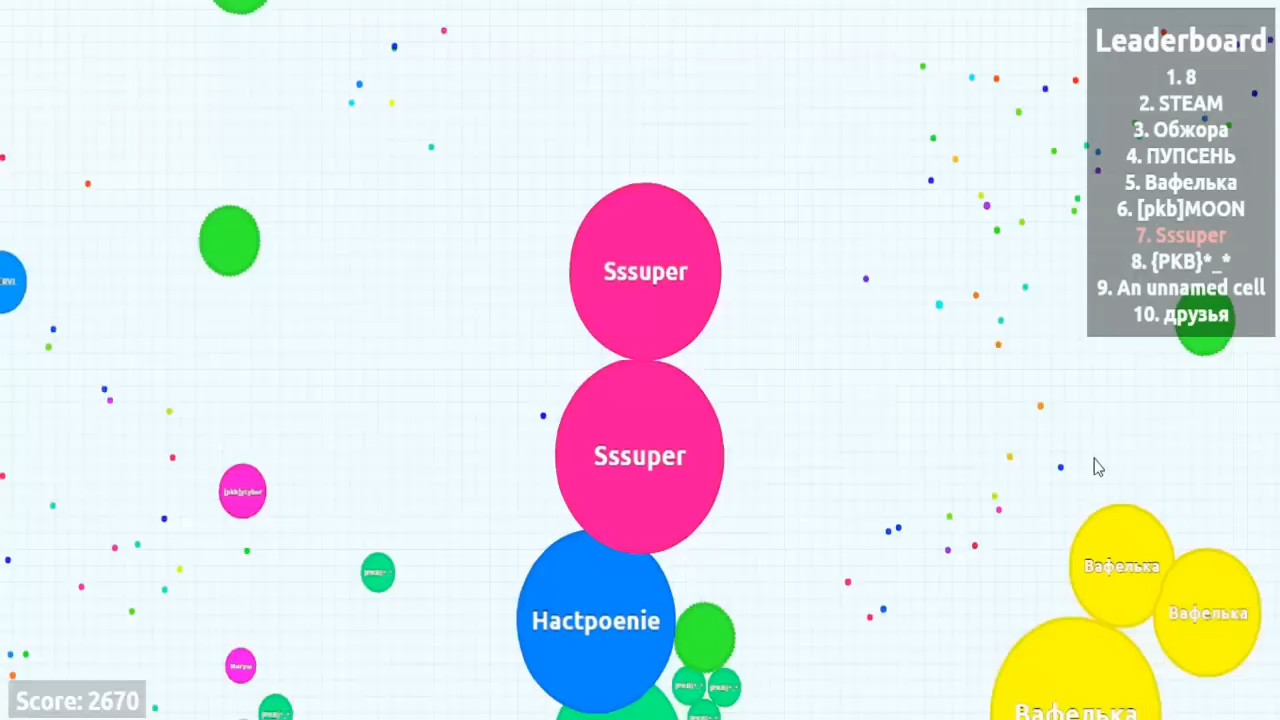 Leaderboard
1. 8
2. STEAM
3. Обжора
4. ПУПСЕНЬ
5. Вафелька
6. [pkb]MOON
7. Sssuper
8. {PKB}*_*
9. An unnamed cell
10. друзья
Sssuper
Sssuper
Вафелька
Вафелька
Настроение
Вафелька
Score: 2670